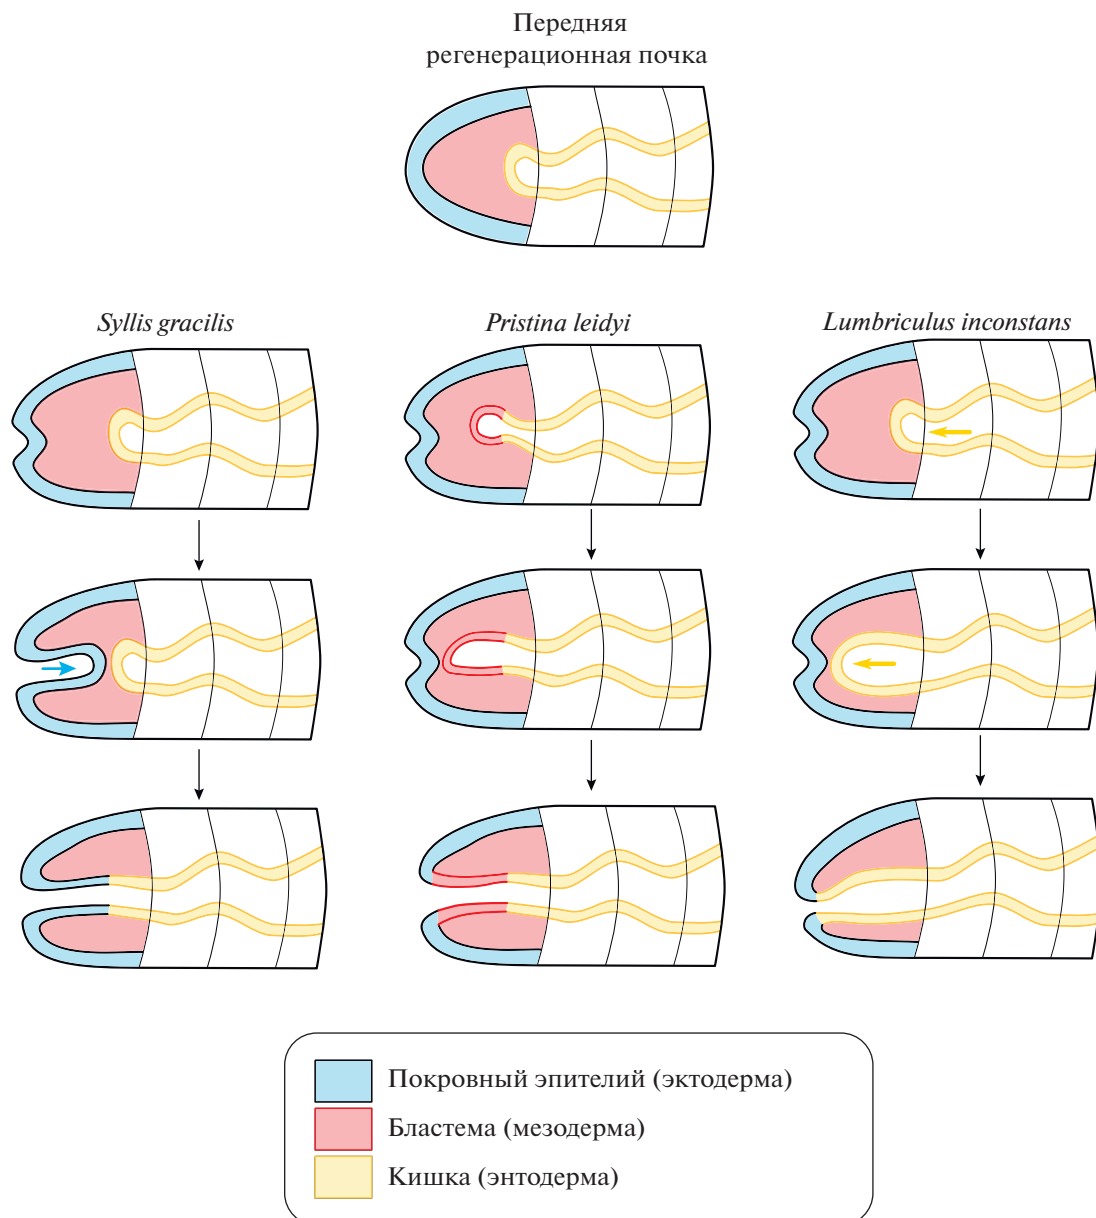 Передняя
регенерационная почка
Syllis gracilis
Pristina leidyi
Lumbriculus inconstans
Покровный эпителий (эктодерма)
Бластема (мезодерма)
Кишка (энтодерма)